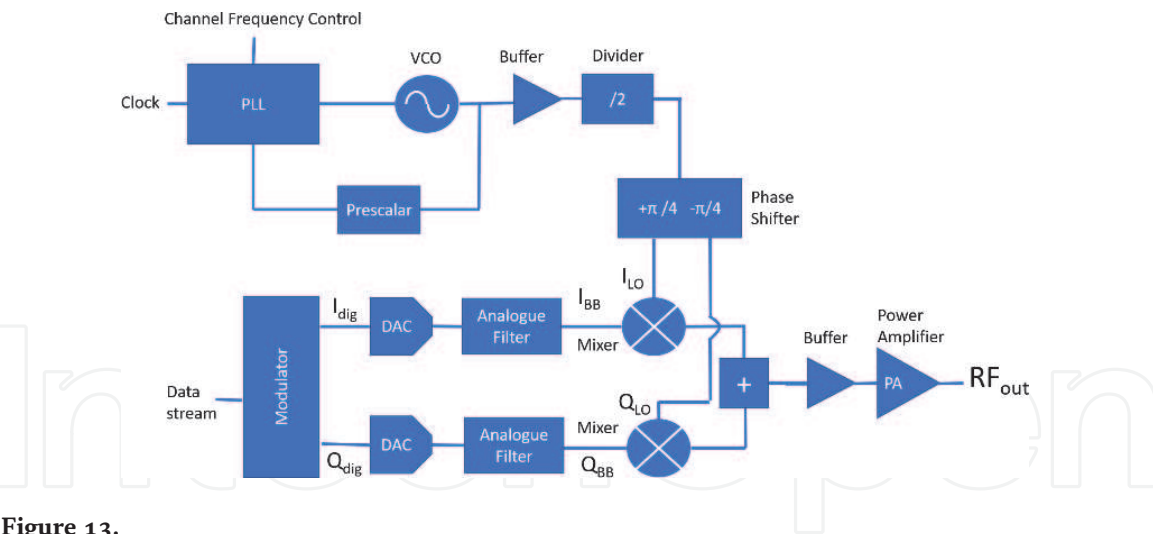 Channel Frequency Control
VCO
Buffer
Divider
Clock
PLL
/2
Prescalar
+π /4 -π/4
Phase
Shifter
I_LO
I_dig
DAC
Analogue
Filter
I_BB
Mixer
Power
Amplifier
Buffer
Data
stream
Modulator
+
PA
RF_out
Q_LO
Q_dig
DAC
Analogue
Filter
Mixer
Q_BB
intechopen
Figure 13.